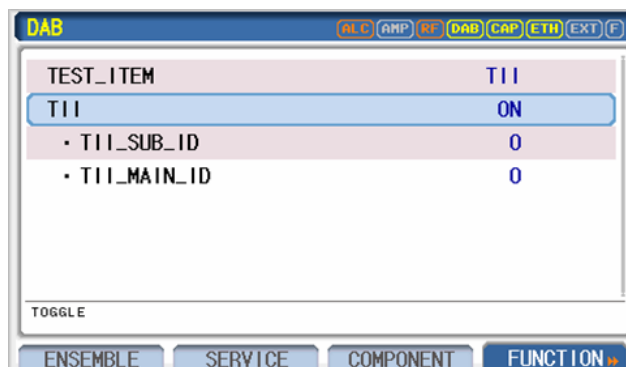 DAB ALC AMP RF DAB CAP ETH EXT F
TEST_ITEM TII
TII ON
· TII_SUB_ID 0
· TII_MAIN_ID 0
TOGGLE
ENSEMBLE SERVICE COMPONENT FUNCTION